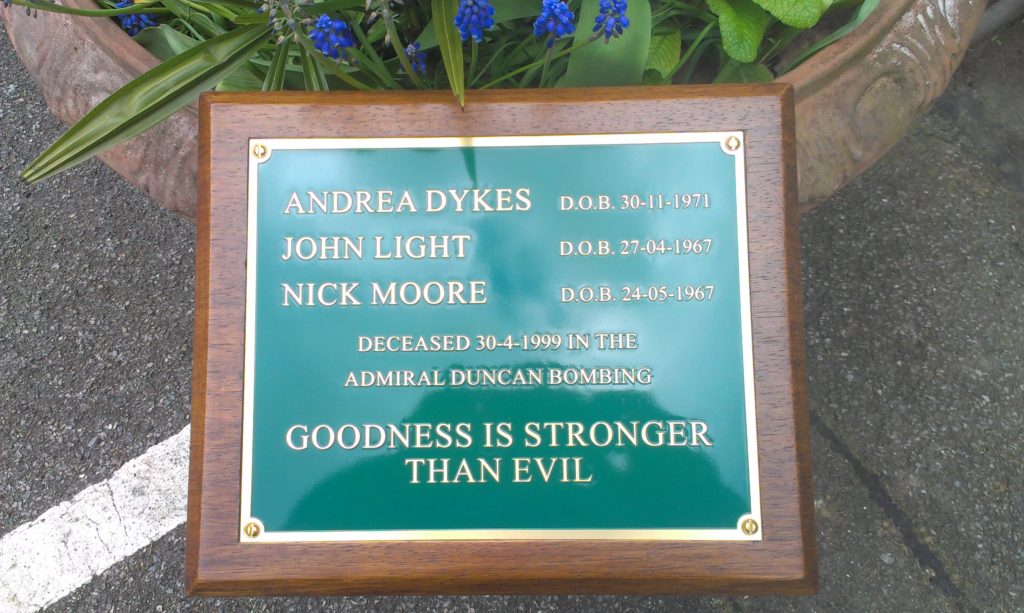 ANDREA DYKES D.O.B. 30-11-1971
JOHN LIGHT D.O.B. 27-04-1967
NICK MOORE D.O.B. 24-05-1967
DECEASED 30-4-1999 IN THE
ADMIRAL DUNCAN BOMBING
GOODNESS IS STRONGER
THAN EVIL